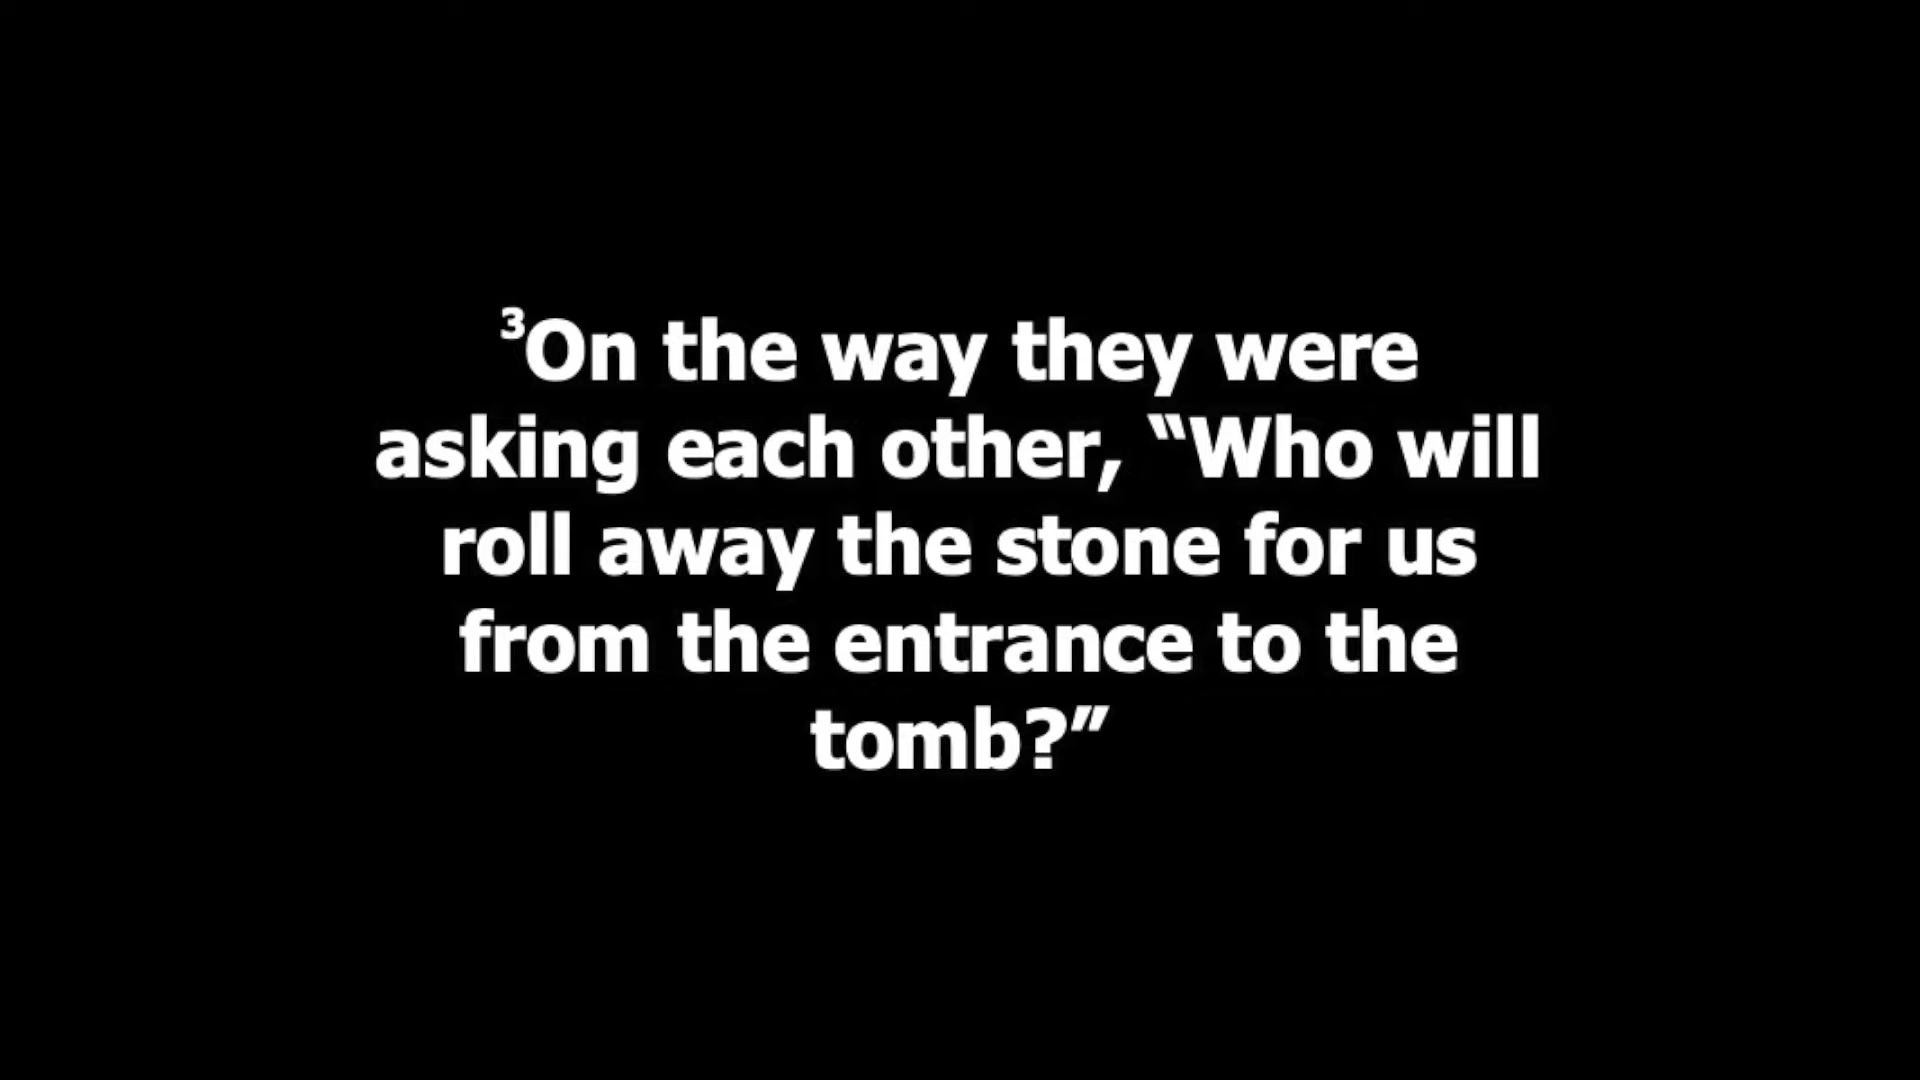 ³On the way they were
asking each other, “Who will
roll away the stone for us
from the entrance to the
tomb?”